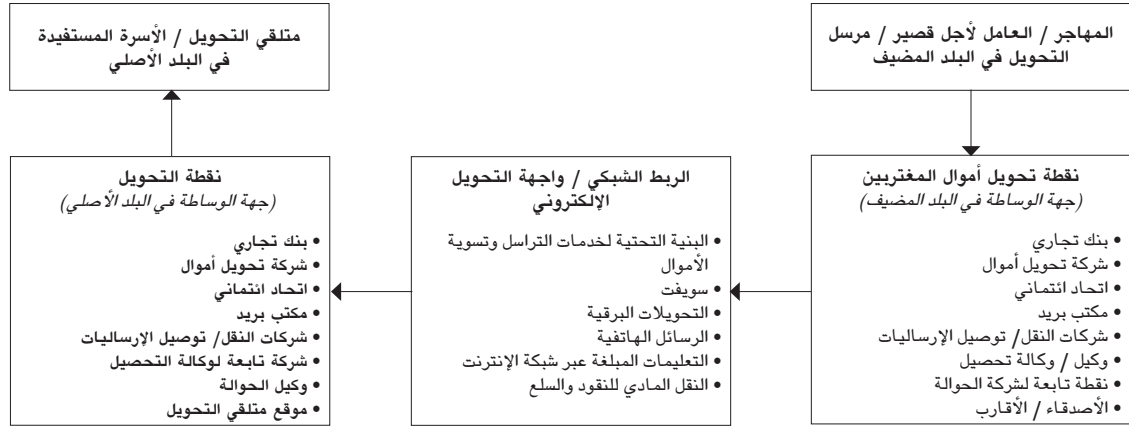 المهاجر / العامل لأجل قصير / مرسل
التحويل في البلد المضيف
متلقي التحويل / الأسرة المستفيدة
في البلد الأصلي
نقطة تحويل أموال المغتربين
(جهة الوساطة في البلد المضيف)
• بنك تجاري
• شركة تحويل أموال
• اتحاد ائتماني
• مكتب بريد
• شركات النقل/ توصيل الإرساليات
• وكيل / وكالة تحصيل
• نقطة تابعة لشركة الحوالة
• الأصدقاء / الأقارب
الربط الشبكي / واجهة التحويل
الإلكتروني
• البنية التحتية لخدمات التراسل وتسوية
الأموال
• سويفت
• التحويلات البرقية
• الرسائل الهاتفية
• التعليمات المبلغة عبر شبكة الإنترنت
• النقل المادي للنقود والسلع
نقطة التحويل
(جهة الوساطة في البلد الأصلي)
• بنك تجاري
• شركة تحويل أموال
• اتحاد ائتماني
• مكتب بريد
• شركات النقل/ توصيل الإرساليات
• شركة تابعة لوكالة التحصيل
• وكيل الحوالة
• موقع متلقي التحويل